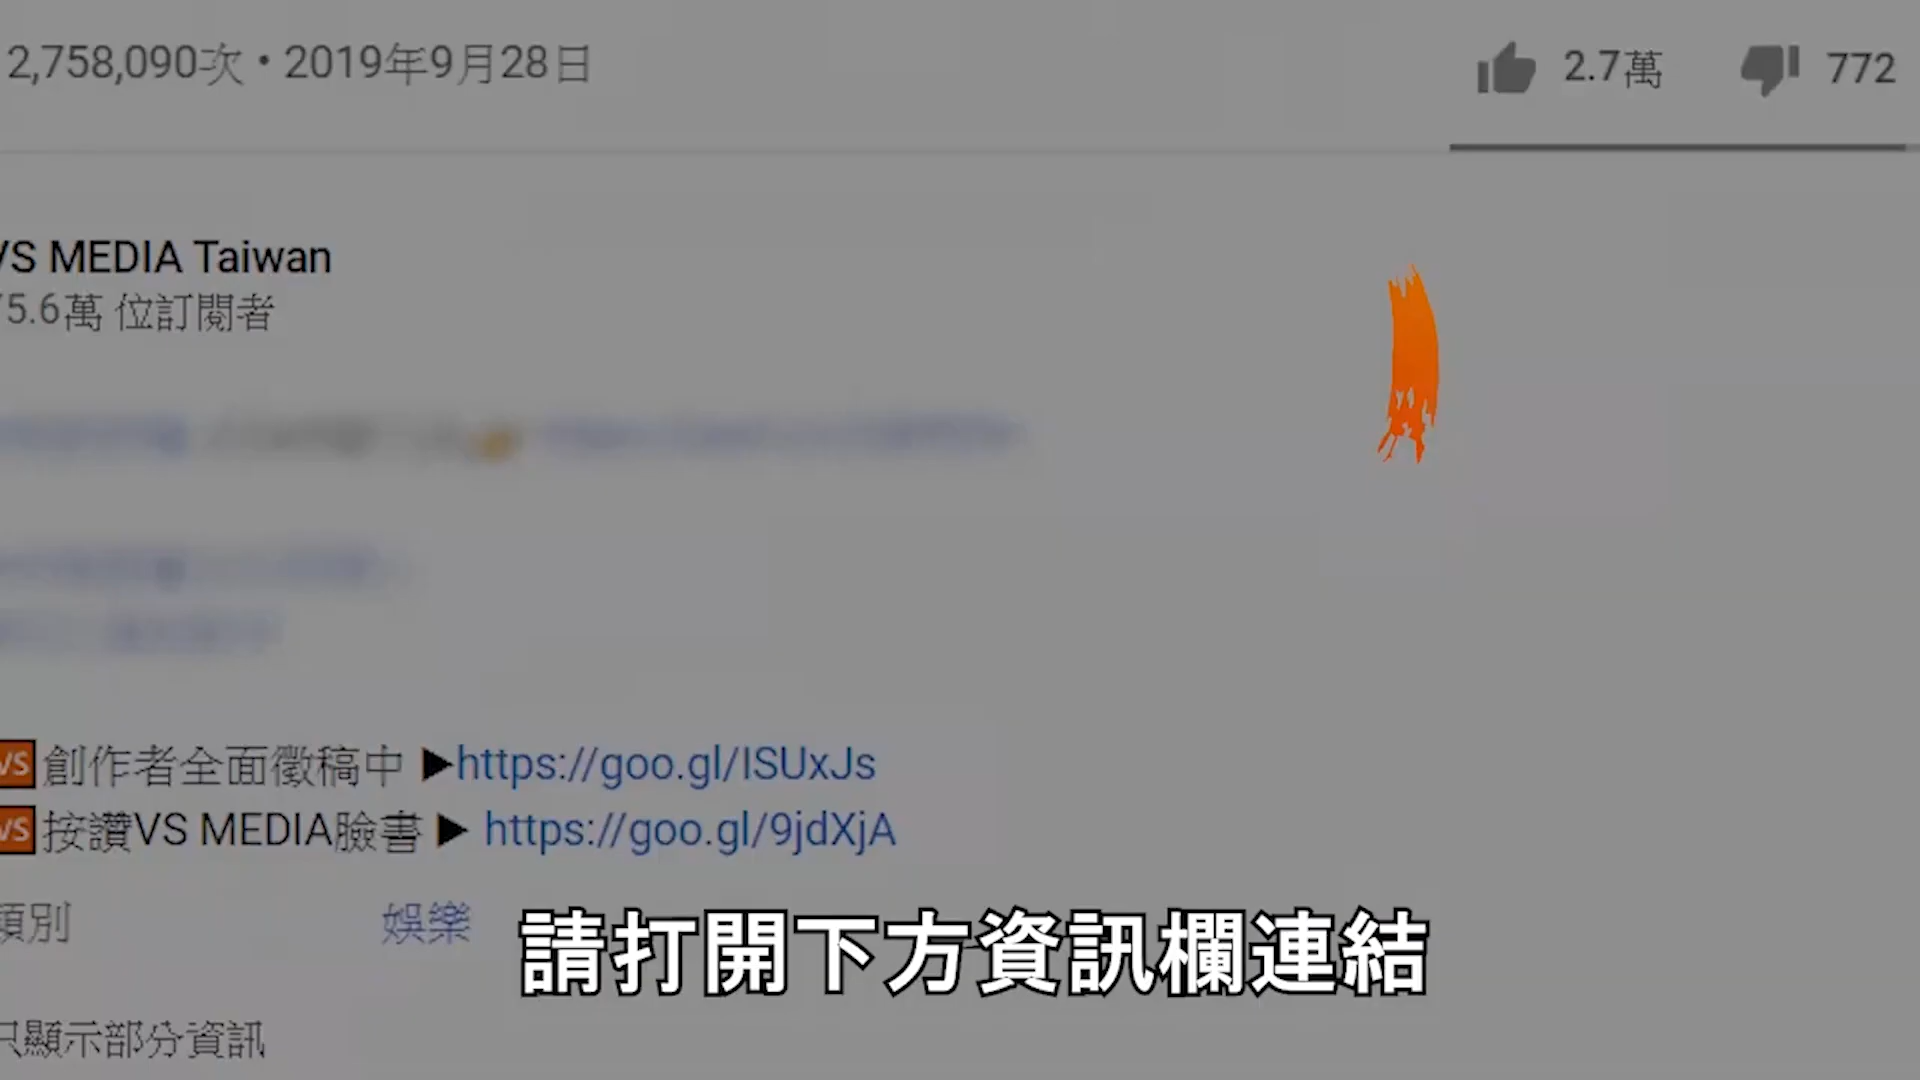 2,758,090次 • 2019年9月28日
2.7萬
772
VS MEDIA Taiwan
5.6萬 位訂閱者
VS 創作者全面徵稿中 ▶https://goo.gl/ISUxJs
VS 按讚VS MEDIA臉書 ▶ https://goo.gl/9jdXjA
類別 娛樂
請打開下方資訊欄連結
只顯示部分資訊